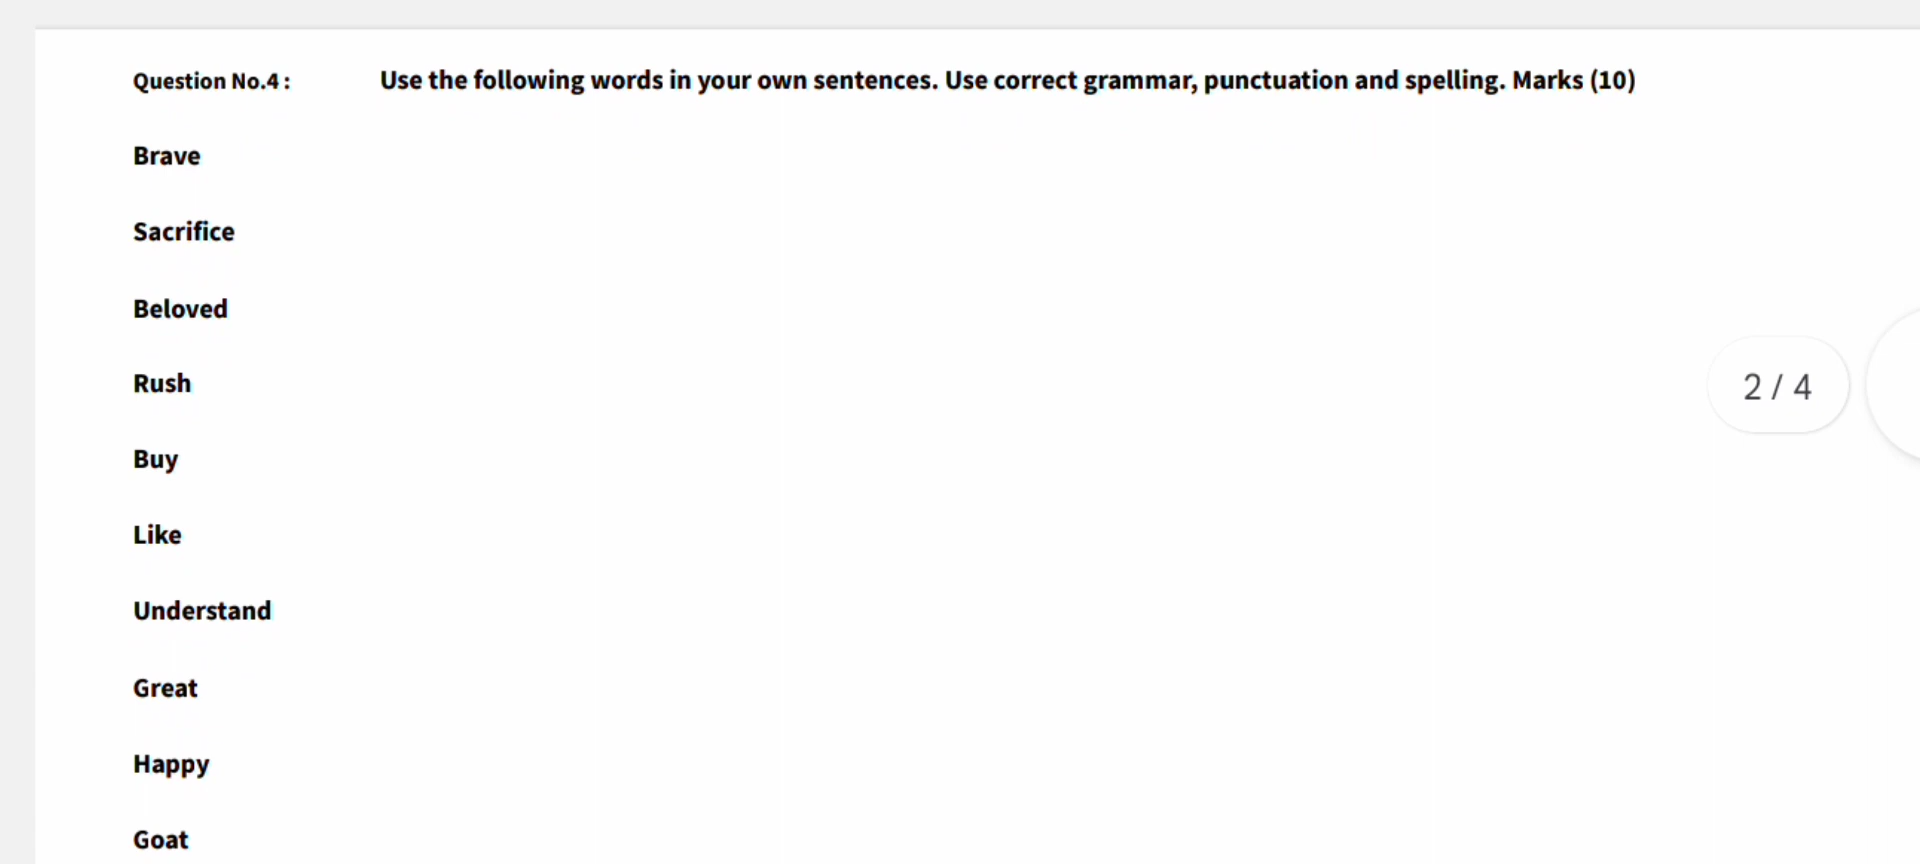 Question No.4 : Use the following words in your own sentences. Use correct grammar, punctuation and spelling. Marks (10)
Brave
Sacrifice
Beloved
Rush
2 / 4
Buy
Like
Understand
Great
Happy
Goat